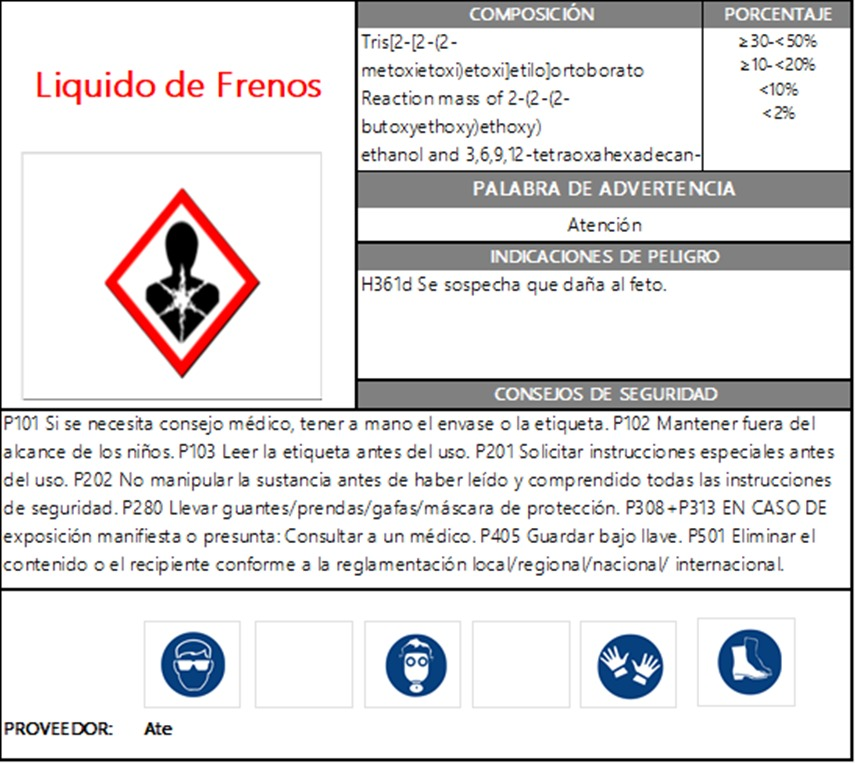 Liquido de Frenos
COMPOSICIÓN
Tris[2-[2-(2-
metoxietoxi)etoxi]etilo]ortoborato
Reaction mass of 2-(2-(2-
butoxyethoxy)ethoxy)
ethanol and 3,6,9,12-tetraoxahexadecan-
PORCENTAJE
≥30-<50%
≥10-<20%
<10%
<2%
PALABRA DE ADVERTENCIA
Atención
INDICACIONES DE PELIGRO
H361d Se sospecha que daña al feto.
CONSEJOS DE SEGURIDAD
P101 Si se necesita consejo médico, tener a mano el envase o la etiqueta. P102 Mantener fuera del
alcance de los niños. P103 Leer la etiqueta antes del uso. P201 Solicitar instrucciones especiales antes
del uso. P202 No manipular la sustancia antes de haber leído y comprendido todas las instrucciones
de seguridad. P280 Llevar guantes/prendas/gafas/máscara de protección. P308+P313 EN CASO DE
exposición manifiesta o presunta: Consultar a un médico. P405 Guardar bajo llave. P501 Eliminar el
contenido o el recipiente conforme a la reglamentación local/regional/nacional/ internacional.
PROVEEDOR: Ate